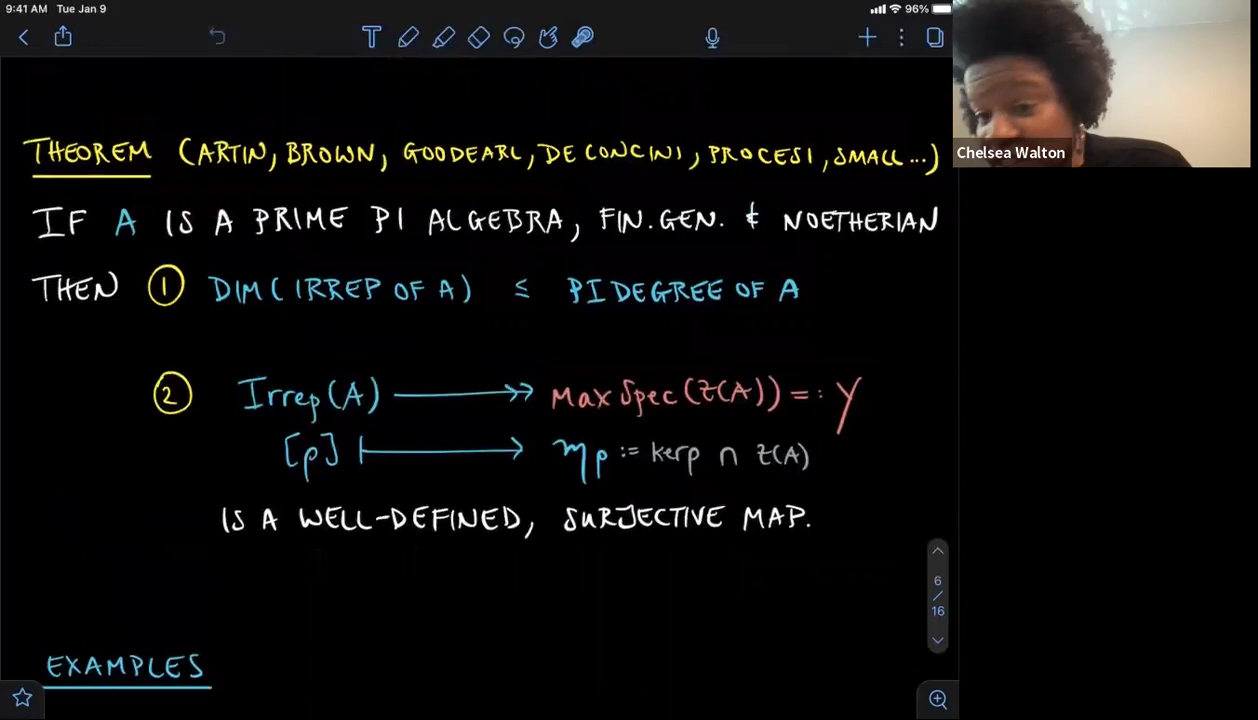 9:41 AM Tue Jan 9
96%
Chelsea Walton
THEOREM (ARTIN, BROWN, GOODEARL, DE CONCINI, PROCESI, SMALL...)
IF A IS A PRIME PI ALGEBRA, FIN. GEN. & NOETHERIAN
THEN ① DIM(IRREP OF A) ≤ PI DEGREE OF A
② Irrep(A) ↠ MaxSpec(Z(A)) =: Y
[ρ] ↦ 𝔪ρ := kerρ ∩ Z(A)
IS A WELL-DEFINED, SURJECTIVE MAP.
6
/
16
EXAMPLES